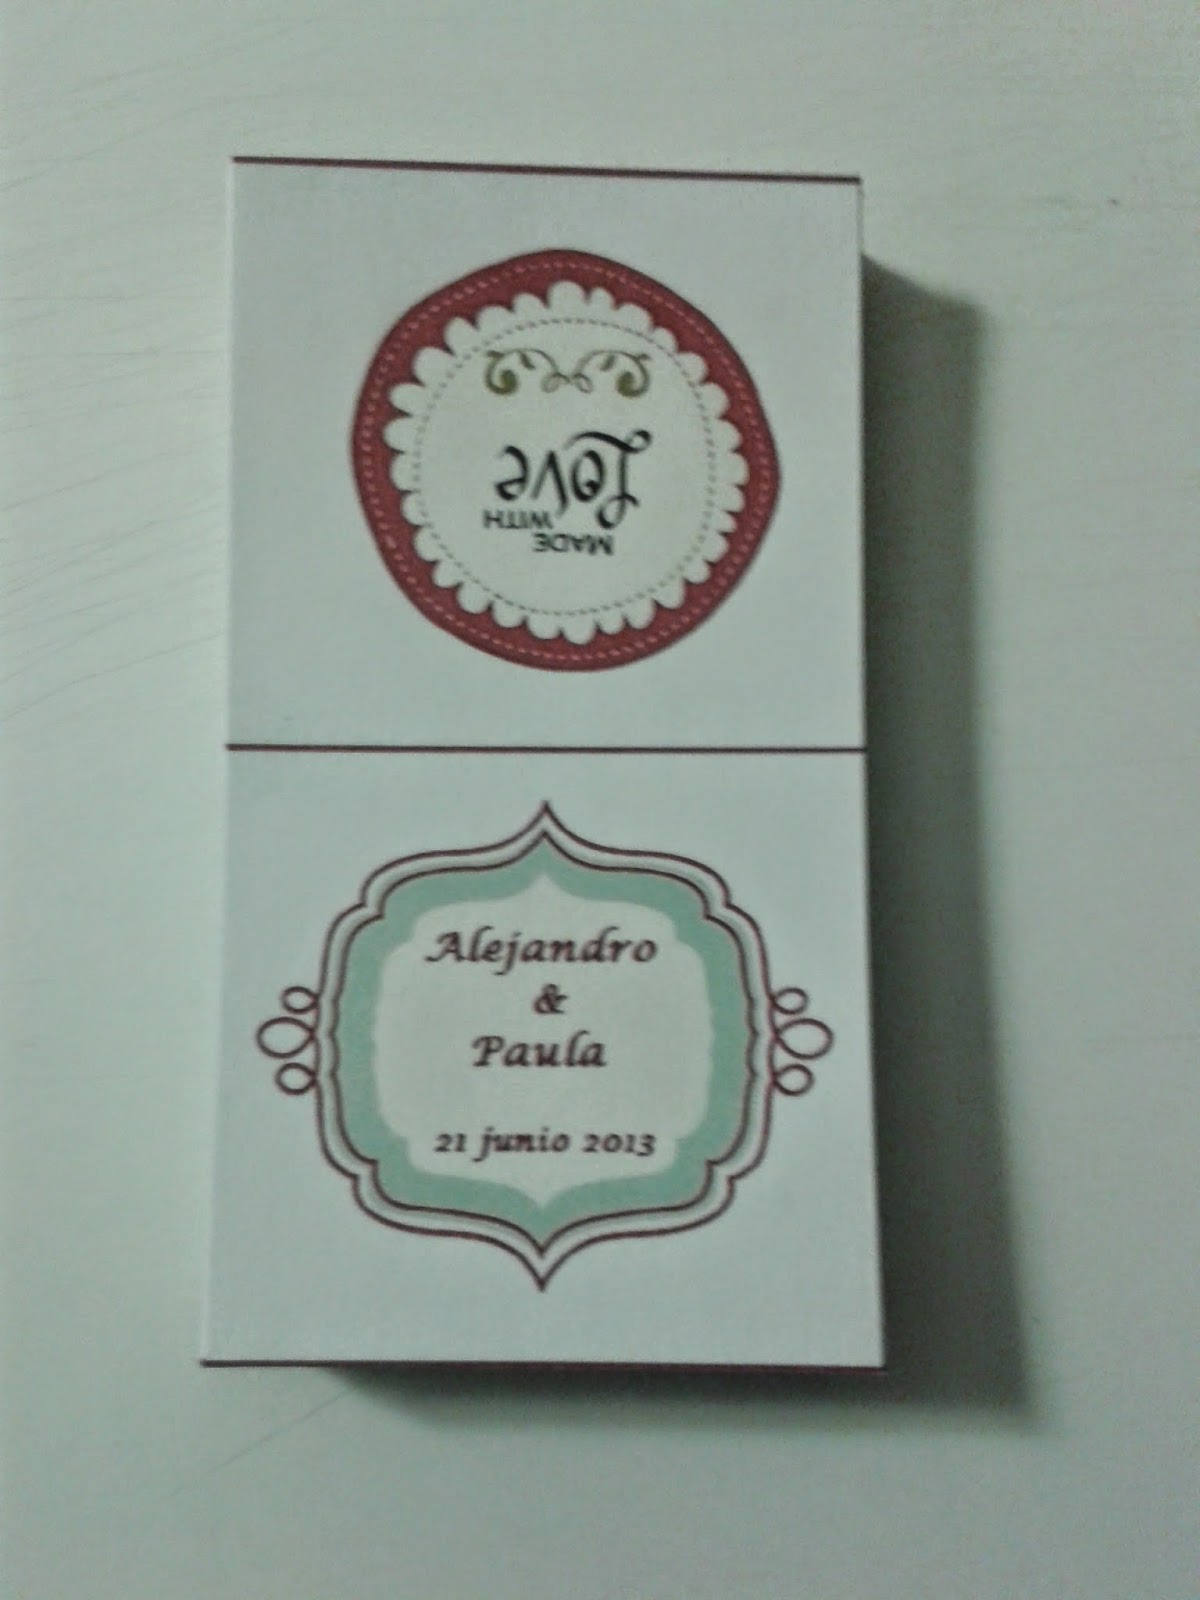 MADE
WITH
Love
Alejandro
&
Paula
21 junio 2013